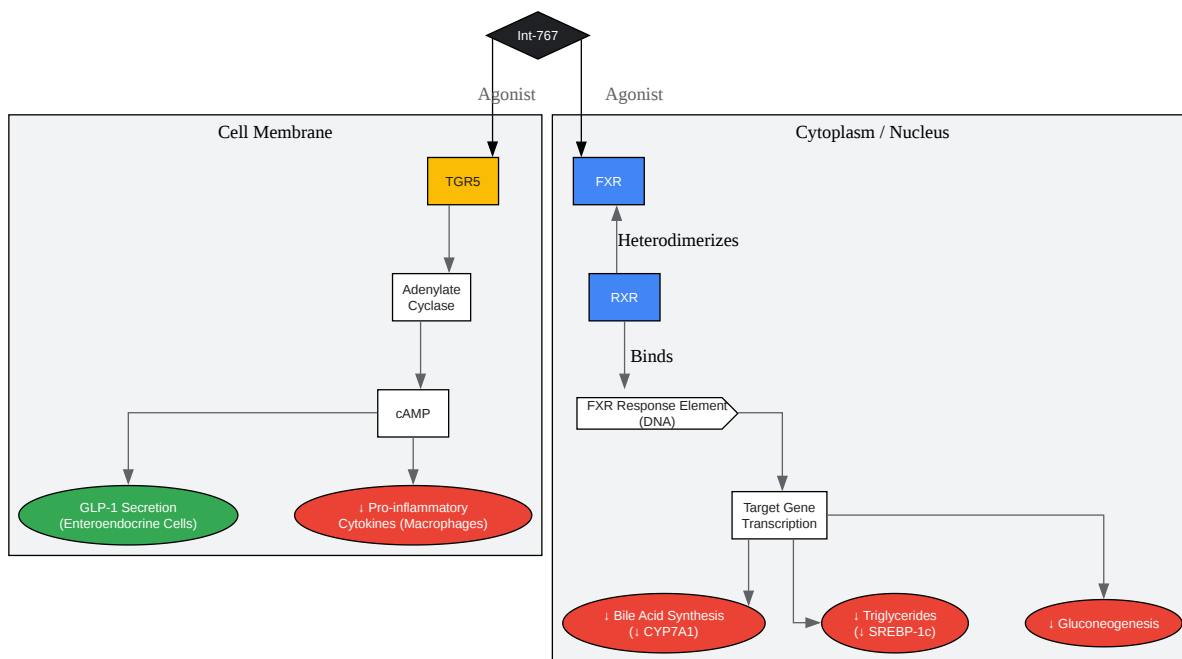 Int-767
Agonist
Agonist
Cell Membrane
Cytoplasm / Nucleus
TGR5
FXR
Heterodimerizes
Adenylate
Cyclase
RXR
Binds
cAMP
FXR Response Element
(DNA)
GLP-1 Secretion
(Enteroendocrine Cells)
↓ Pro-inflammatory
Cytokines (Macrophages)
Target Gene
Transcription
↓ Bile Acid Synthesis
(↓ CYP7A1)
↓ Triglycerides
(↓ SREBP-1c)
↓ Gluconeogenesis